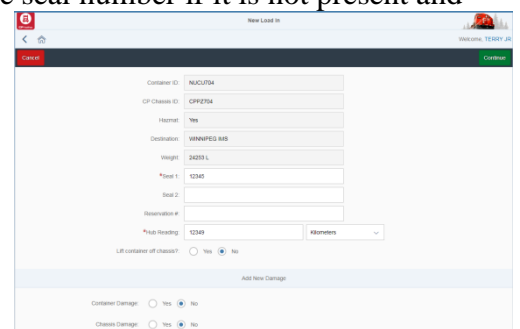 e seal number if it is not present and
New Load In
Welcome, TERRY JR
Cancel
Continue
Container ID: NUCU704
CP Chassis ID: CPPZ704
Hazmat: Yes
Destination: WINNIPEG IMS
Weight: 24253 L
*Seal 1: 12345
Seal 2:
Reservation #:
*Hub Reading: 12349 Kilometers
Lift container off chassis?: Yes No
Add New Damage
Container Damage: Yes No
Chassis Damage: Yes No